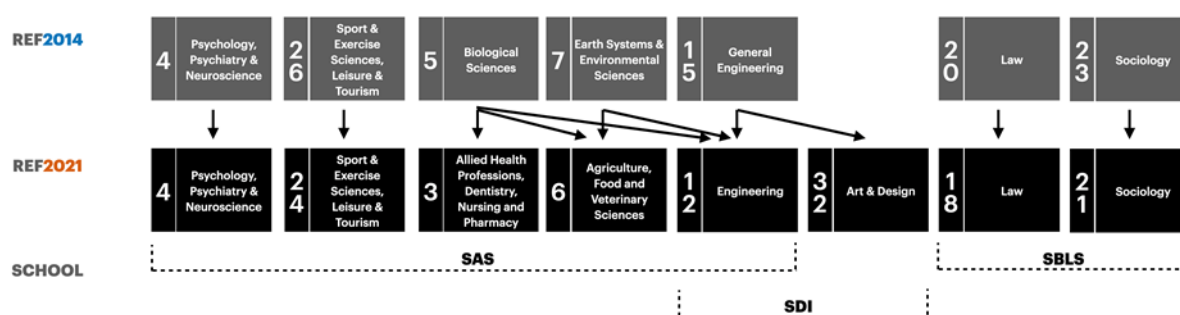 REF2014
4
Psychology,
Psychiatry &
Neuroscience
2
6
Sport &
Exercise
Sciences,
Leisure &
Tourism
5
Biological
Sciences
7
Earth Systems &
Environmental
Sciences
1
5
General
Engineering
2
0
Law
2
3
Sociology
REF2021
4
Psychology,
Psychiatry &
Neuroscience
2
4
Sport &
Exercise
Sciences,
Leisure &
Tourism
3
Allied Health
Professions,
Dentistry,
Nursing and
Pharmacy
6
Agriculture,
Food and
Veterinary
Sciences
1
2
Engineering
3
2
Art & Design
1
8
Law
2
1
Sociology
SCHOOL
SAS
SBLS
SDI